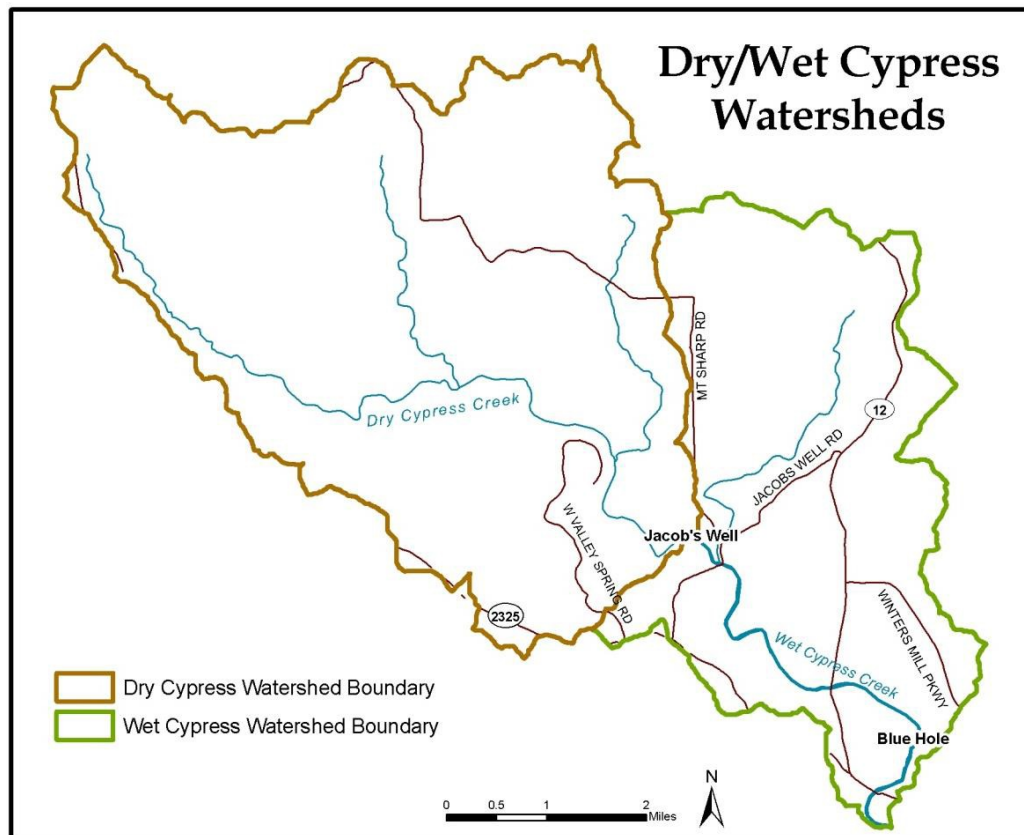 Dry/Wet Cypress
Watersheds
MT SHARP RD
Dry Cypress Creek
12
JACOBS WELL RD
W VALLEY SPRING RD
Jacob's Well
2325
WINTERS MILL PKWY
Wet Cypress Creek
Blue Hole
Dry Cypress Watershed Boundary
Wet Cypress Watershed Boundary
N
0 0.5 1 2
Miles